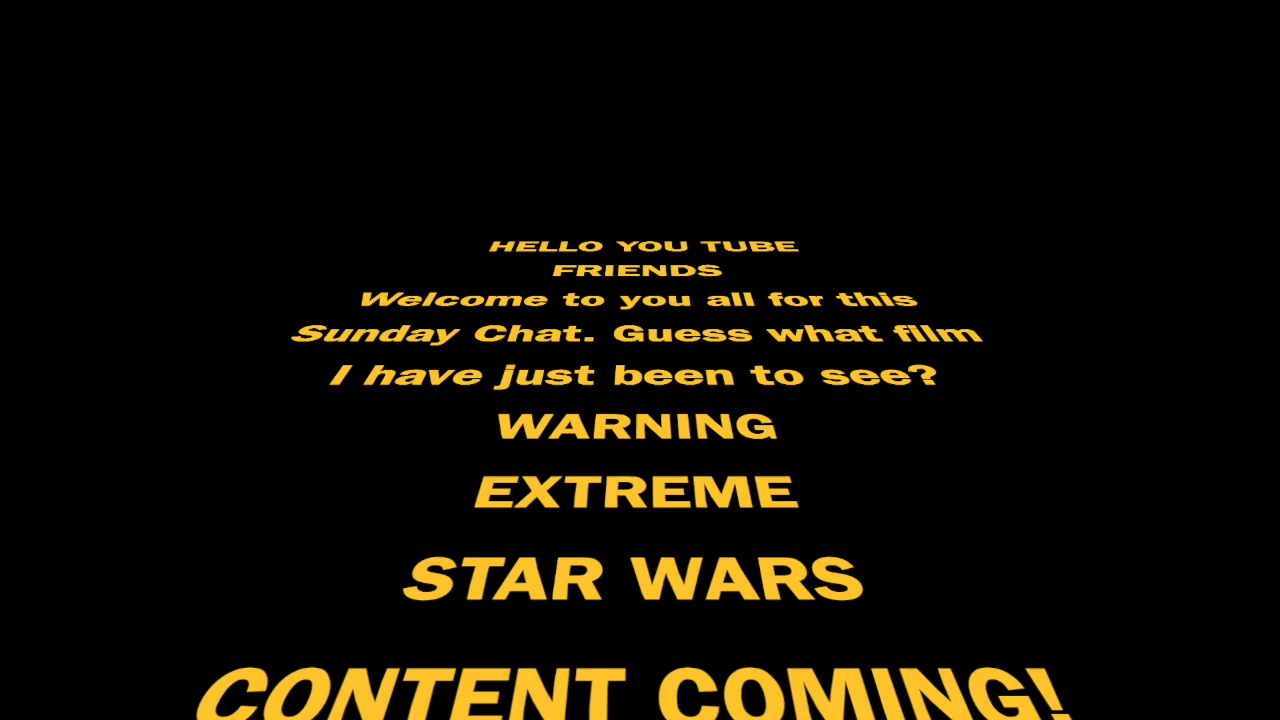 HELLO YOU TUBE
FRIENDS
Welcome to you all for this
Sunday Chat. Guess what film
I have just been to see?
WARNING
EXTREME
STAR WARS
CONTENT COMING!